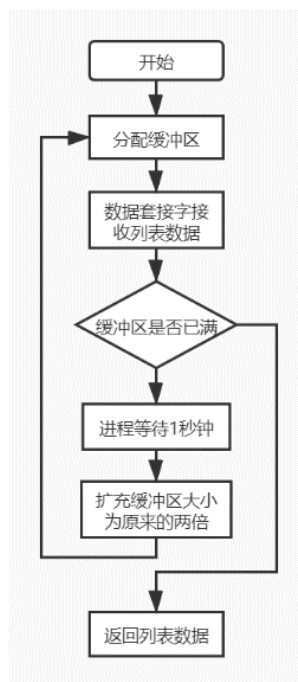 开始
分配缓冲区
数据套接字接
收列表数据
缓冲区是否已满
进程等待1秒钟
扩充缓冲区大小
为原来的两倍
返回列表数据